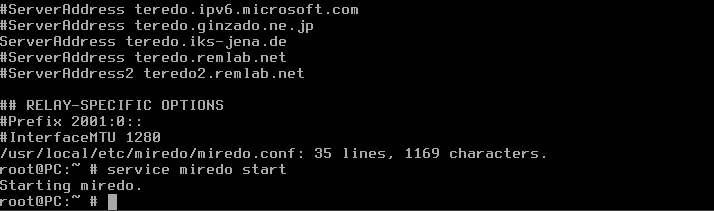 #ServerAddress teredo.ipv6.microsoft.com
#ServerAddress teredo.ginzado.ne.jp
ServerAddress teredo.iks-jena.de
#ServerAddress teredo.remlab.net
#ServerAddress2 teredo2.remlab.net
## RELAY-SPECIFIC OPTIONS
#Prefix 2001:0::
#InterfaceMTU 1280
/usr/local/etc/miredo/miredo.conf: 35 lines, 1169 characters.
root@PC:~ # service miredo start
Starting miredo.
root@PC:~ #